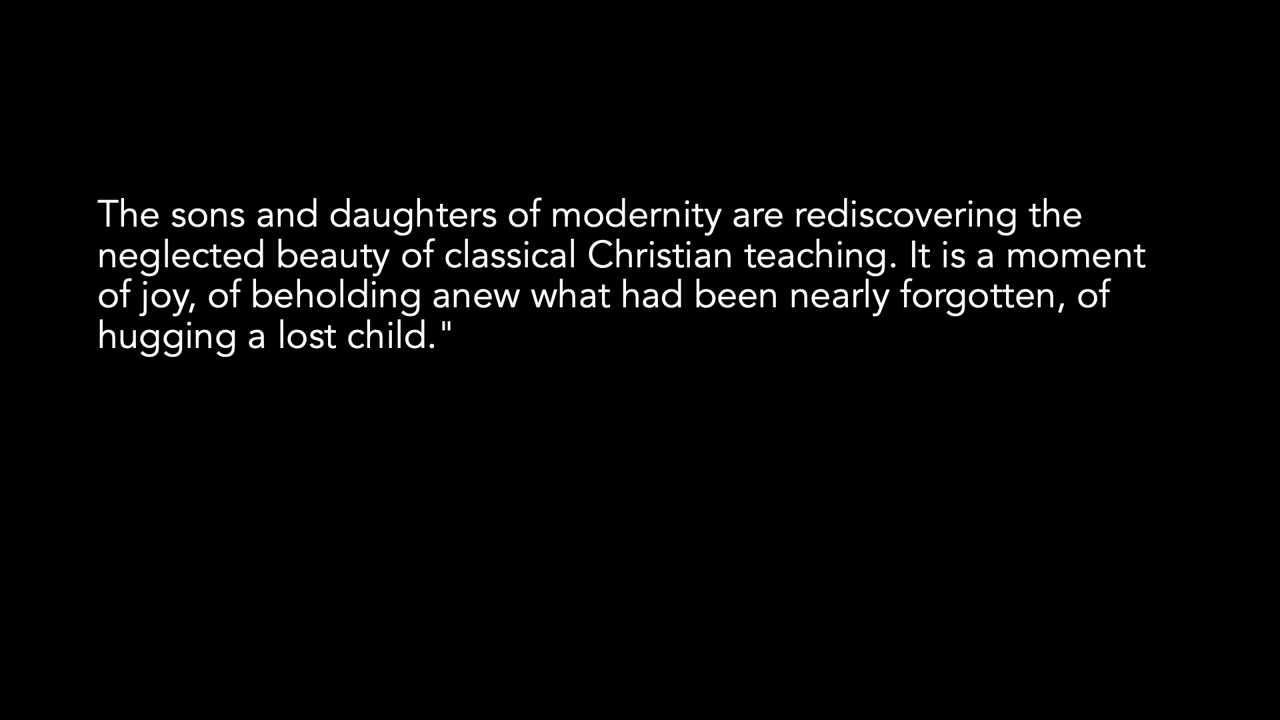 The sons and daughters of modernity are rediscovering the
neglected beauty of classical Christian teaching. It is a moment
of joy, of beholding anew what had been nearly forgotten, of
hugging a lost child."